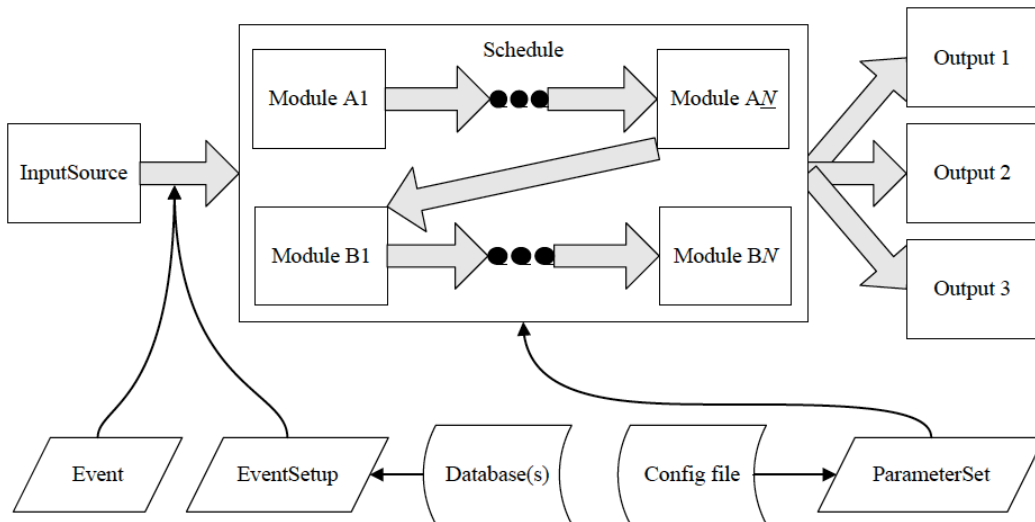 Schedule
Output 1
Module A1
Module AN
InputSource
Output 2
Module B1
Module BN
Output 3
Event
EventSetup
Database(s)
Config file
ParameterSet